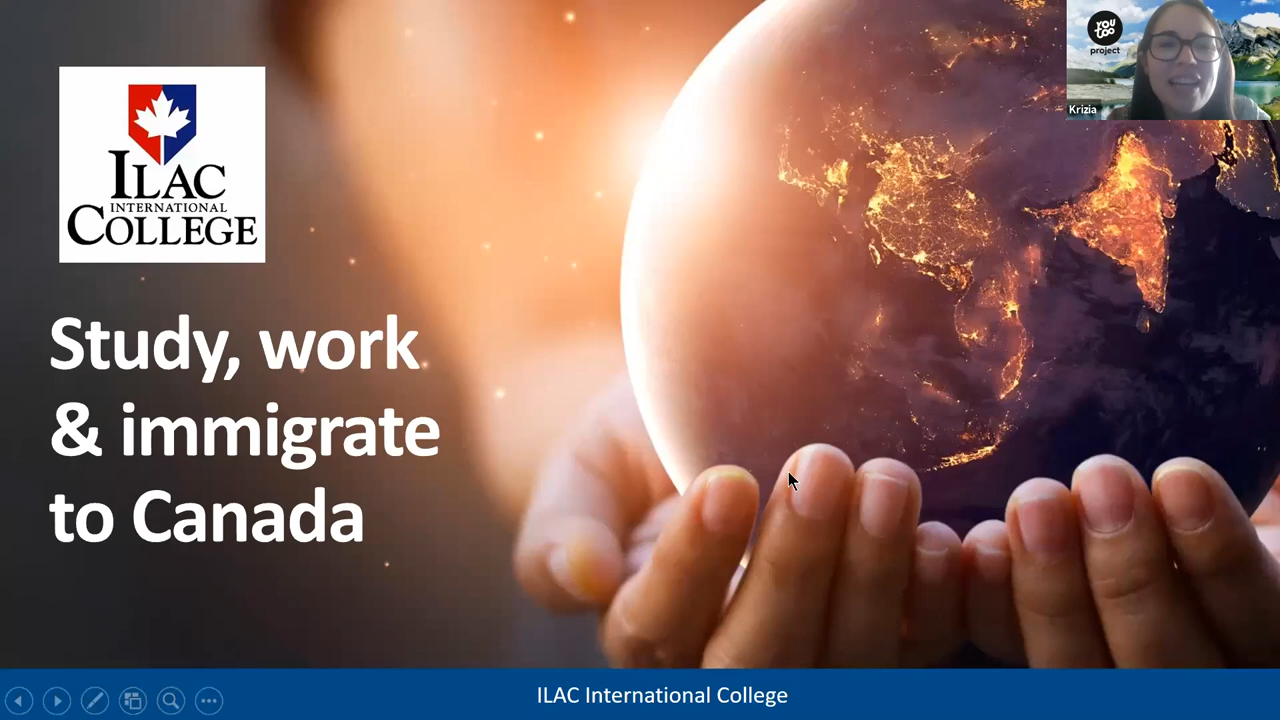 ILAC
INTERNATIONAL
COLLEGE
Study, work
& immigrate
to Canada
you
too
project
Krizia
ILAC International College